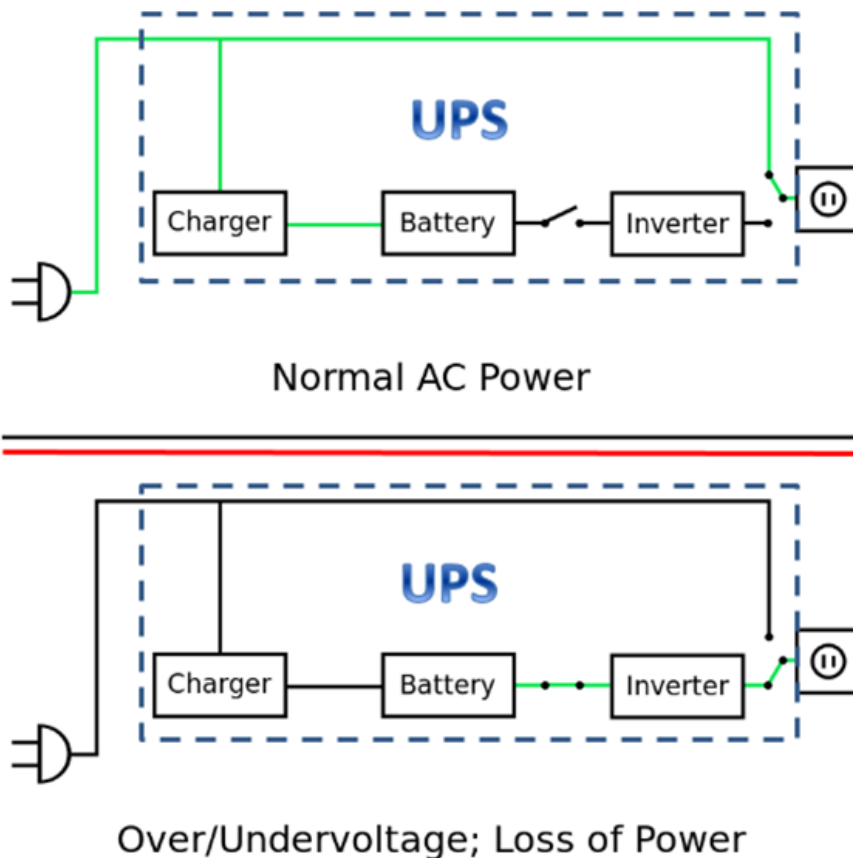 UPS
Charger
Battery
Inverter
Normal AC Power
UPS
Charger
Battery
Inverter
Over/Undervoltage; Loss of Power